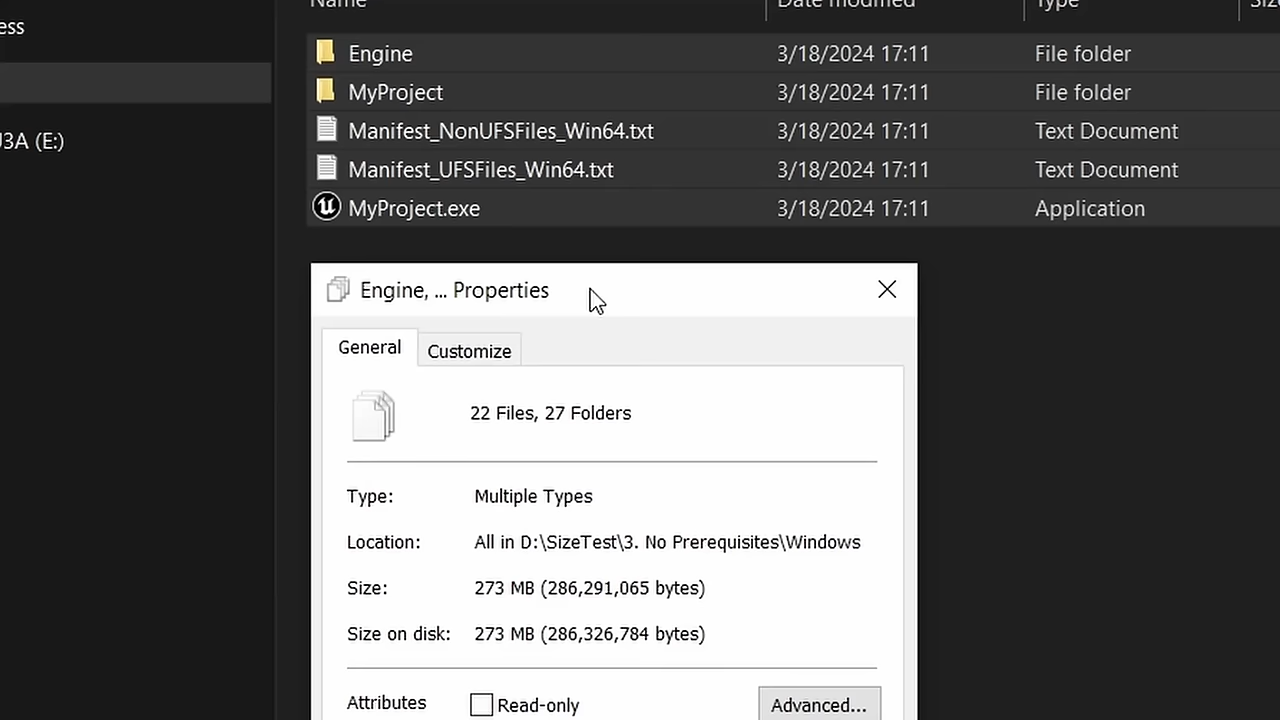 Name Date modified Type
ess
Engine 3/18/2024 17:11 File folder
MyProject 3/18/2024 17:11 File folder
Manifest_NonUFSFiles_Win64.txt 3/18/2024 17:11 Text Document
J3A (E:)
Manifest_UFSFiles_Win64.txt 3/18/2024 17:11 Text Document
MyProject.exe 3/18/2024 17:11 Application
Engine, ... Properties
General Customize
22 Files, 27 Folders
Type: Multiple Types
Location: All in D:\SizeTest\3. No Prerequisites\Windows
Size: 273 MB (286,291,065 bytes)
Size on disk: 273 MB (286,326,784 bytes)
Attributes Read-only Advanced...